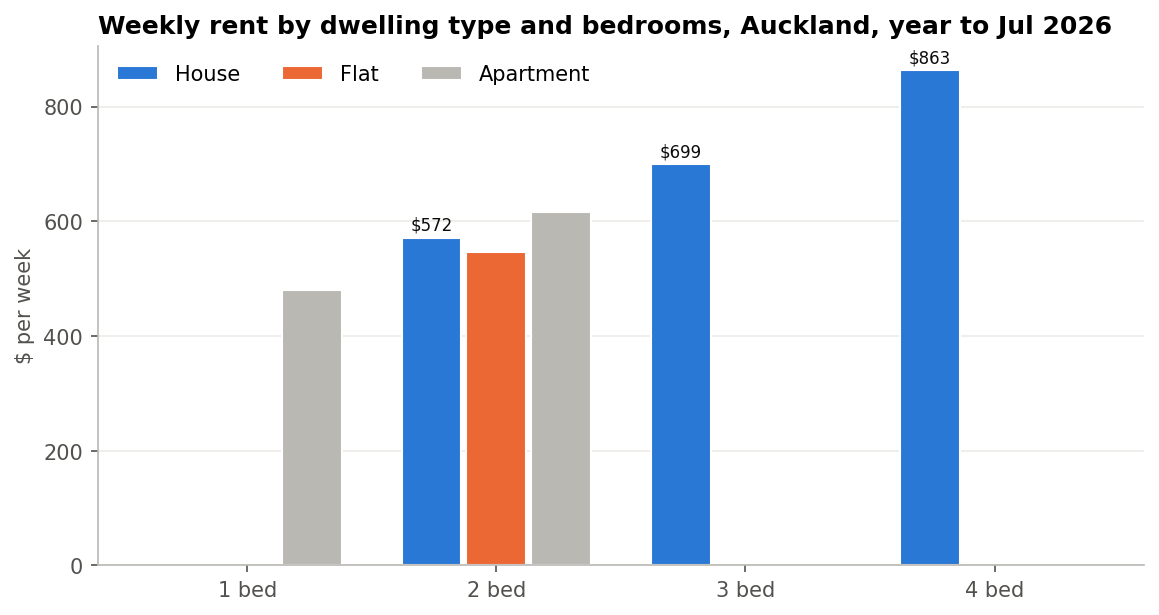 Weekly rent by dwelling type and bedrooms, Auckland, year to Jul 2026
House Flat Apartment
$863
800
$699
600
$572
$ per week
400
200
0
1 bed 2 bed 3 bed 4 bed